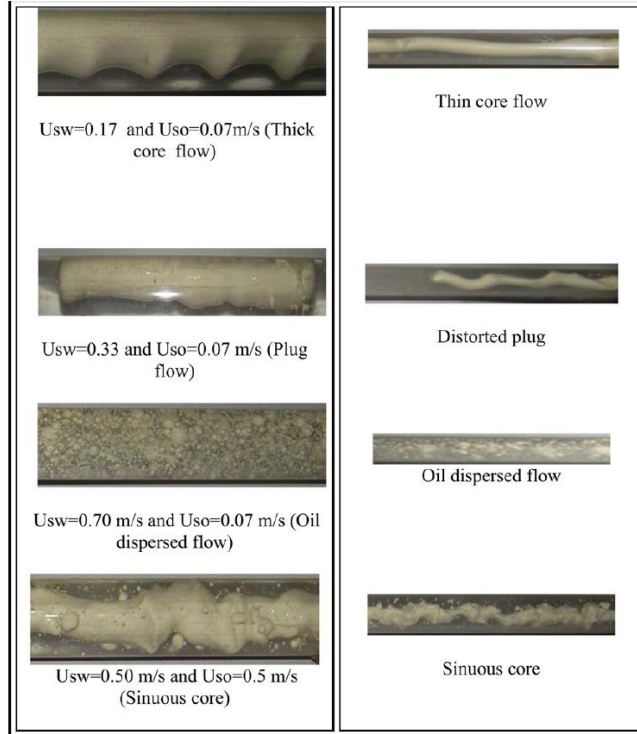 Usw=0.17 and Uso=0.07m/s (Thick
core flow)
Usw=0.33 and Uso=0.07 m/s (Plug
flow)
Usw=0.70 m/s and Uso=0.07 m/s (Oil
dispersed flow)
Usw=0.50 m/s and Uso=0.5 m/s
(Sinuous core)
Thin core flow
Distorted plug
Oil dispersed flow
Sinuous core